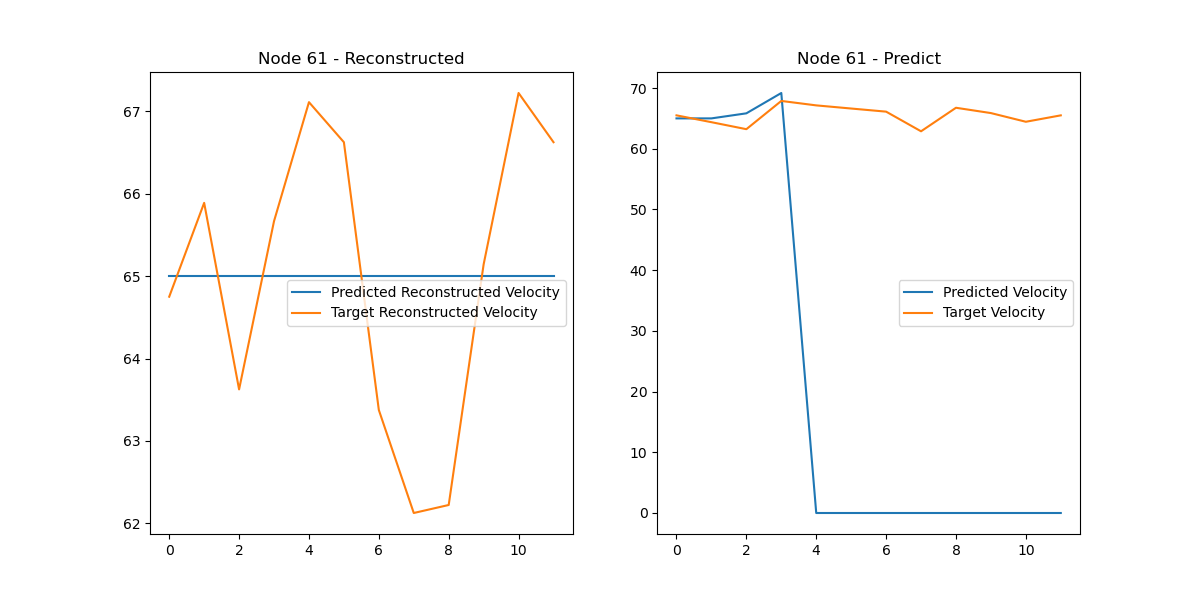 Node 61 - Reconstructed
67
66
65
64
63
62
0 2 4 6 8 10
Predicted Reconstructed Velocity
Target Reconstructed Velocity
Node 61 - Predict
70
60
50
40
30
20
10
0
0 2 4 6 8 10
Predicted Velocity
Target Velocity